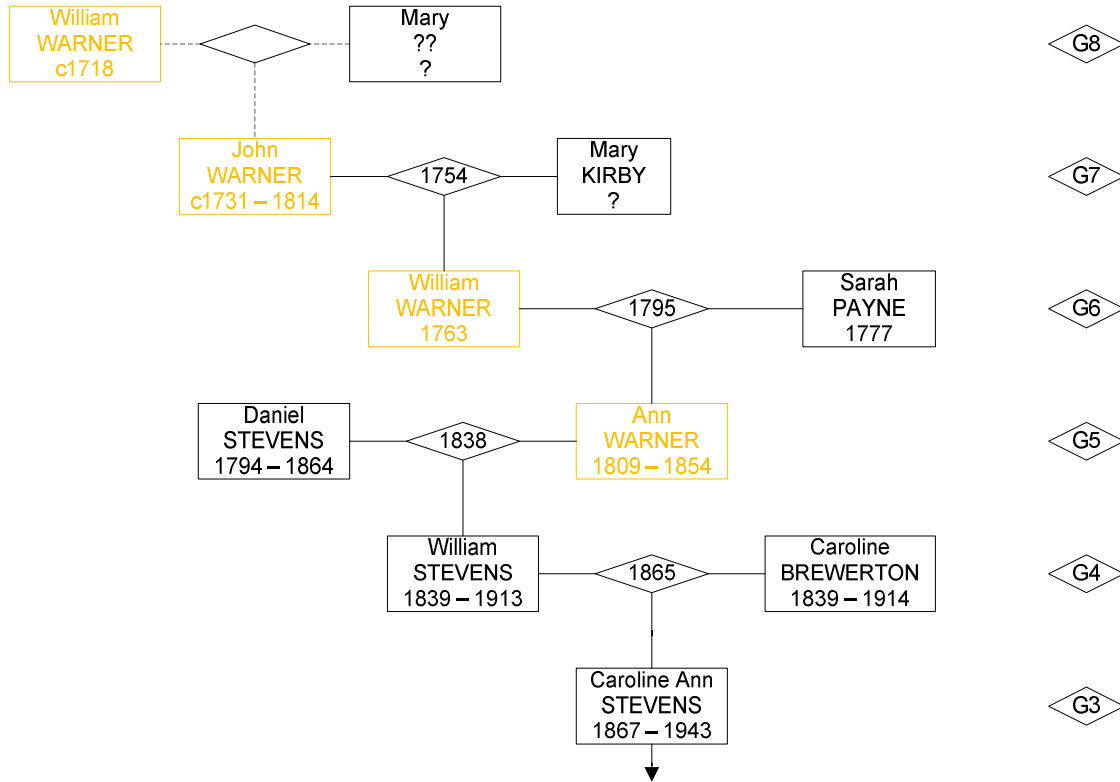 William
WARNER
c1718
Mary
??
?
G8
John
WARNER
c1731 – 1814
1754
Mary
KIRBY
?
G7
William
WARNER
1763
1795
Sarah
PAYNE
1777
G6
Daniel
STEVENS
1794 – 1864
1838
Ann
WARNER
1809 – 1854
G5
William
STEVENS
1839 – 1913
1865
Caroline
BREWERTON
1839 – 1914
G4
Caroline Ann
STEVENS
1867 – 1943
G3